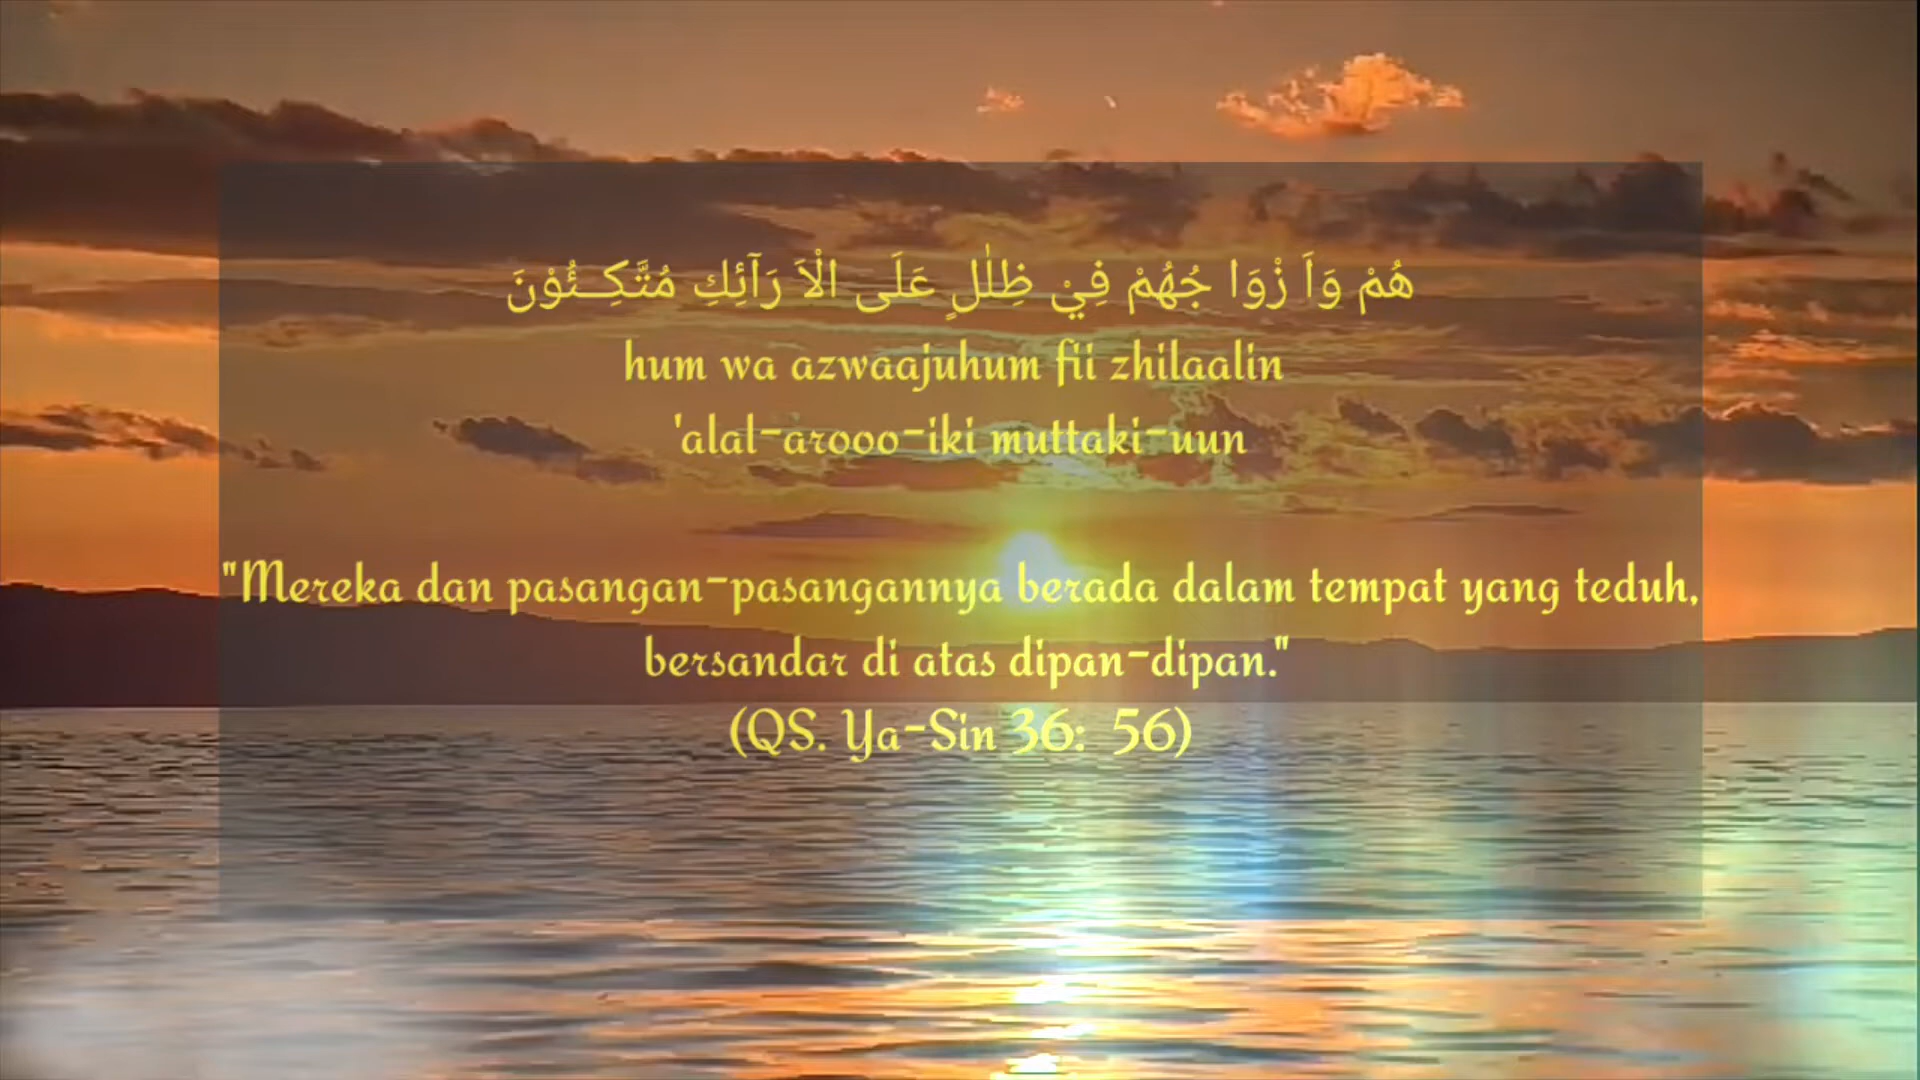 هُمْ وَاَ زْوَا جُهُمْ فِيْ ظِلٰلٍ عَلَى الْاَ رَآئِكِ مُتَّكِــئُوْنَ
hum wa azwaajuhum fii zhilaalin
'alal-arooo-iki muttaki-uun
"Mereka dan pasangan-pasangannya berada dalam tempat yang teduh,
bersandar di atas dipan-dipan."
(QS. Ya-Sin 36: 56)